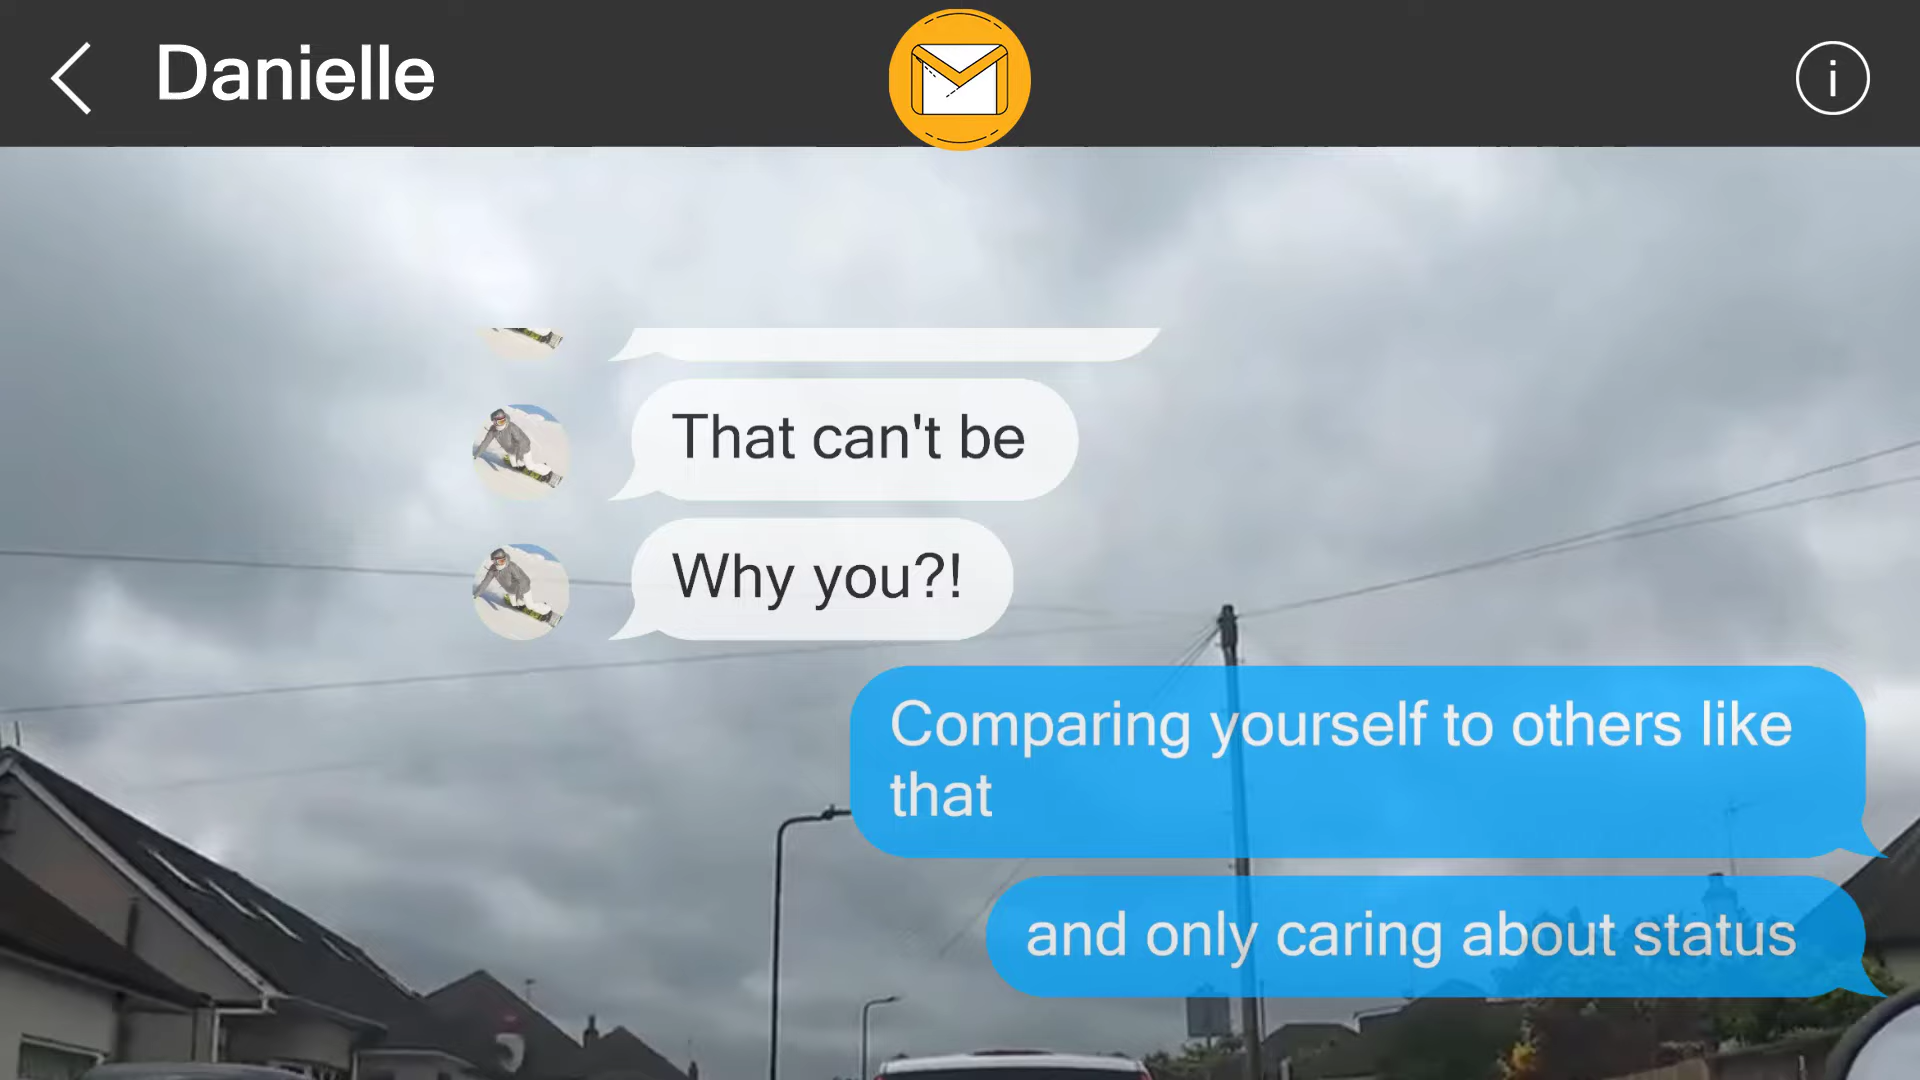 Danielle
i
That can't be
Why you?!
Comparing yourself to others like
that
and only caring about status